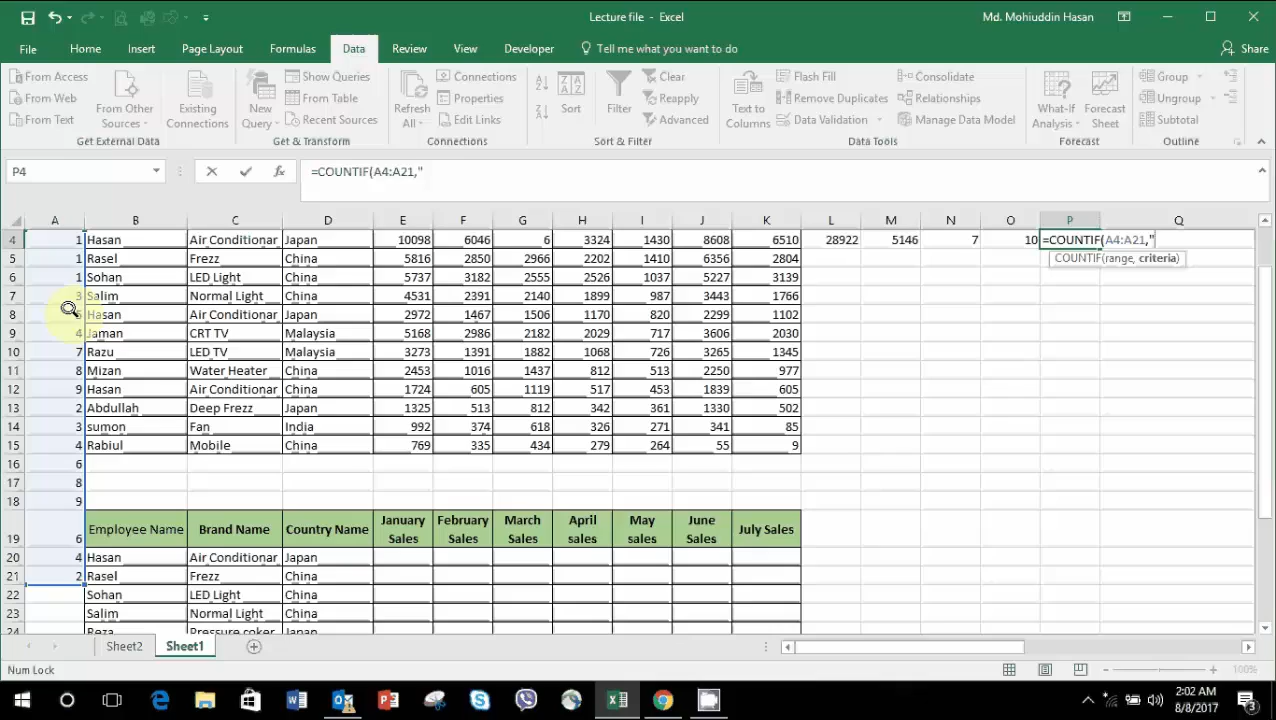 Lecture file - Excel
Md. Mohiuddin Hasan
File Home Insert Page Layout Formulas Data Review View Developer Tell me what you want to do Share
From Access
From Web
From Text
From Other Sources
Existing Connections
Get External Data
New Query
Show Queries
From Table
Recent Sources
Get & Transform
Refresh All
Connections
Properties
Edit Links
Connections
Sort
Filter
Clear
Reapply
Advanced
Sort & Filter
Text to Columns
Flash Fill
Remove Duplicates
Data Validation
Consolidate
Relationships
Manage Data Model
Data Tools
What-If Analysis
Forecast Sheet
Forecast
Group
Ungroup
Subtotal
Outline
P4 fx =COUNTIF(A4:A21,"
A B C D E F G H I J K L M N O P Q
4 1 Hasan Air Conditionar Japan 10098 6046 6 3324 1430 8608 6510 28922 5146 7 10 =COUNTIF(A4:A21,"
5 1 Rasel Frezz China 5816 2850 2966 2202 1410 6356 2804 COUNTIF(range, criteria)
6 1 Sohan LED Light China 5737 3182 2555 2526 1037 5227 3139
7 3 Salim Normal Light China 4531 2391 2140 1899 987 3443 1766
8 Hasan Air Conditionar Japan 2972 1467 1506 1170 820 2299 1102
9 4 Jaman CRT TV Malaysia 5168 2986 2182 2029 717 3606 2030
10 7 Razu LED TV Malaysia 3273 1391 1882 1068 726 3265 1345
11 8 Mizan Water Heater China 2453 1016 1437 812 513 2250 977
12 9 Hasan Air Conditionar China 1724 605 1119 517 453 1839 605
13 2 Abdullah Deep Frezz Japan 1325 513 812 342 361 1330 502
14 3 sumon Fan India 992 374 618 326 271 341 85
15 4 Rabiul Mobile China 769 335 434 279 264 55 9
16 6
17 8
18 9
19 6 Employee Name Brand Name Country Name January Sales February Sales March Sales April sales May sales June Sales July Sales
20 4 Hasan Air Conditionar Japan
21 2 Rasel Frezz China
22 Sohan LED Light China
23 Salim Normal Light China
24 Reza Pressure coker Japan
Sheet2 Sheet1
Num Lock
100%
2:02 AM
8/8/2017
3